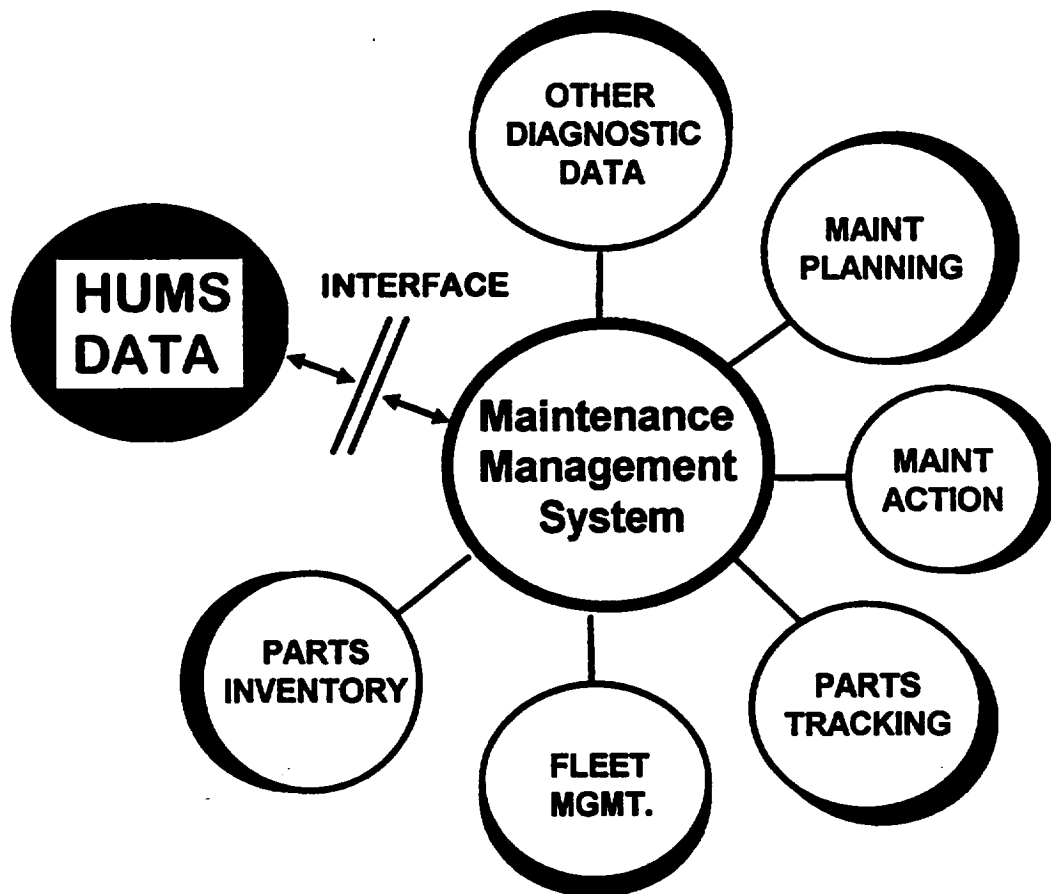 OTHER
DIAGNOSTIC
DATA
MAINT
PLANNING
HUMS
DATA
INTERFACE
Maintenance
Management
System
MAINT
ACTION
PARTS
INVENTORY
PARTS
TRACKING
FLEET
MGMT.